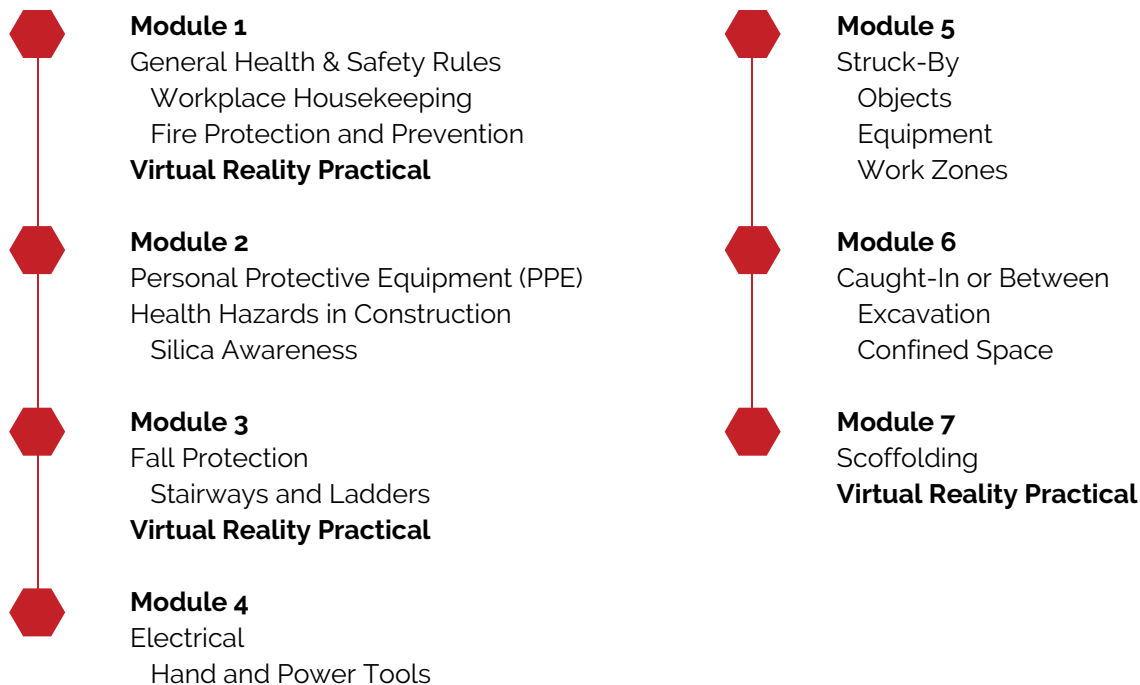 Module 1
General Health & Safety Rules
Workplace Housekeeping
Fire Protection and Prevention
Virtual Reality Practical
Module 2
Personal Protective Equipment (PPE)
Health Hazards in Construction
Silica Awareness
Module 3
Fall Protection
Stairways and Ladders
Virtual Reality Practical
Module 4
Electrical
Hand and Power Tools
Module 5
Struck-By
Objects
Equipment
Work Zones
Module 6
Caught-In or Between
Excavation
Confined Space
Module 7
Scoffolding
Virtual Reality Practical